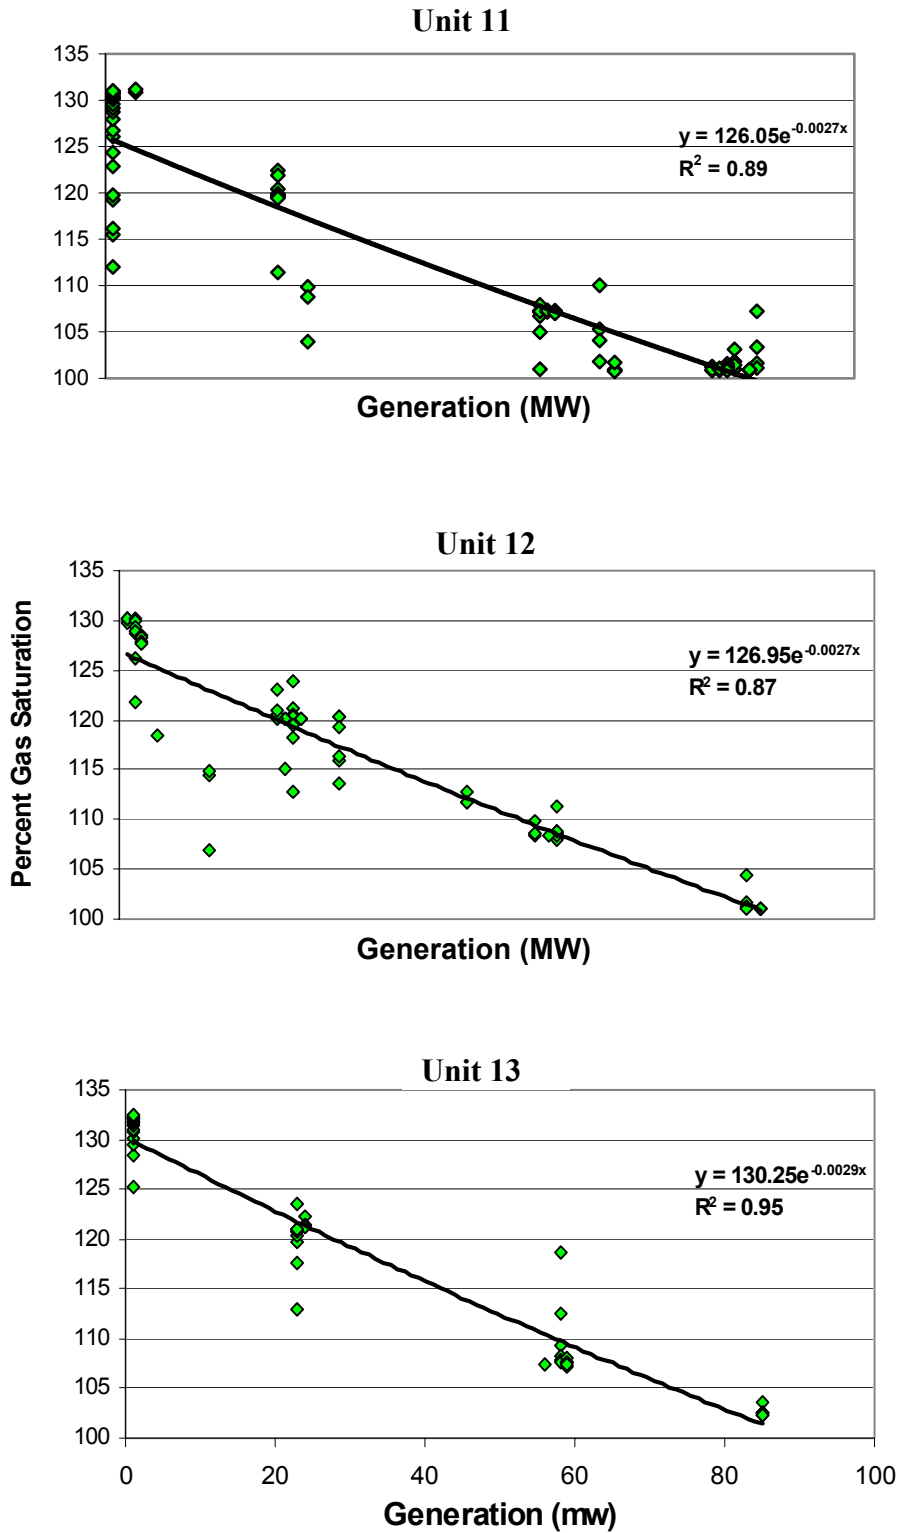 Unit 11
135
130
125
120
115
110
105
100
y = 126.05e^-0.0027x
R² = 0.89
Generation (MW)
Percent Gas Saturation
Unit 12
135
130
125
120
115
110
105
100
y = 126.95e^-0.0027x
R² = 0.87
Generation (MW)
Unit 13
135
130
125
120
115
110
105
100
y = 130.25e^-0.0029x
R² = 0.95
0 20 40 60 80 100
Generation (mw)